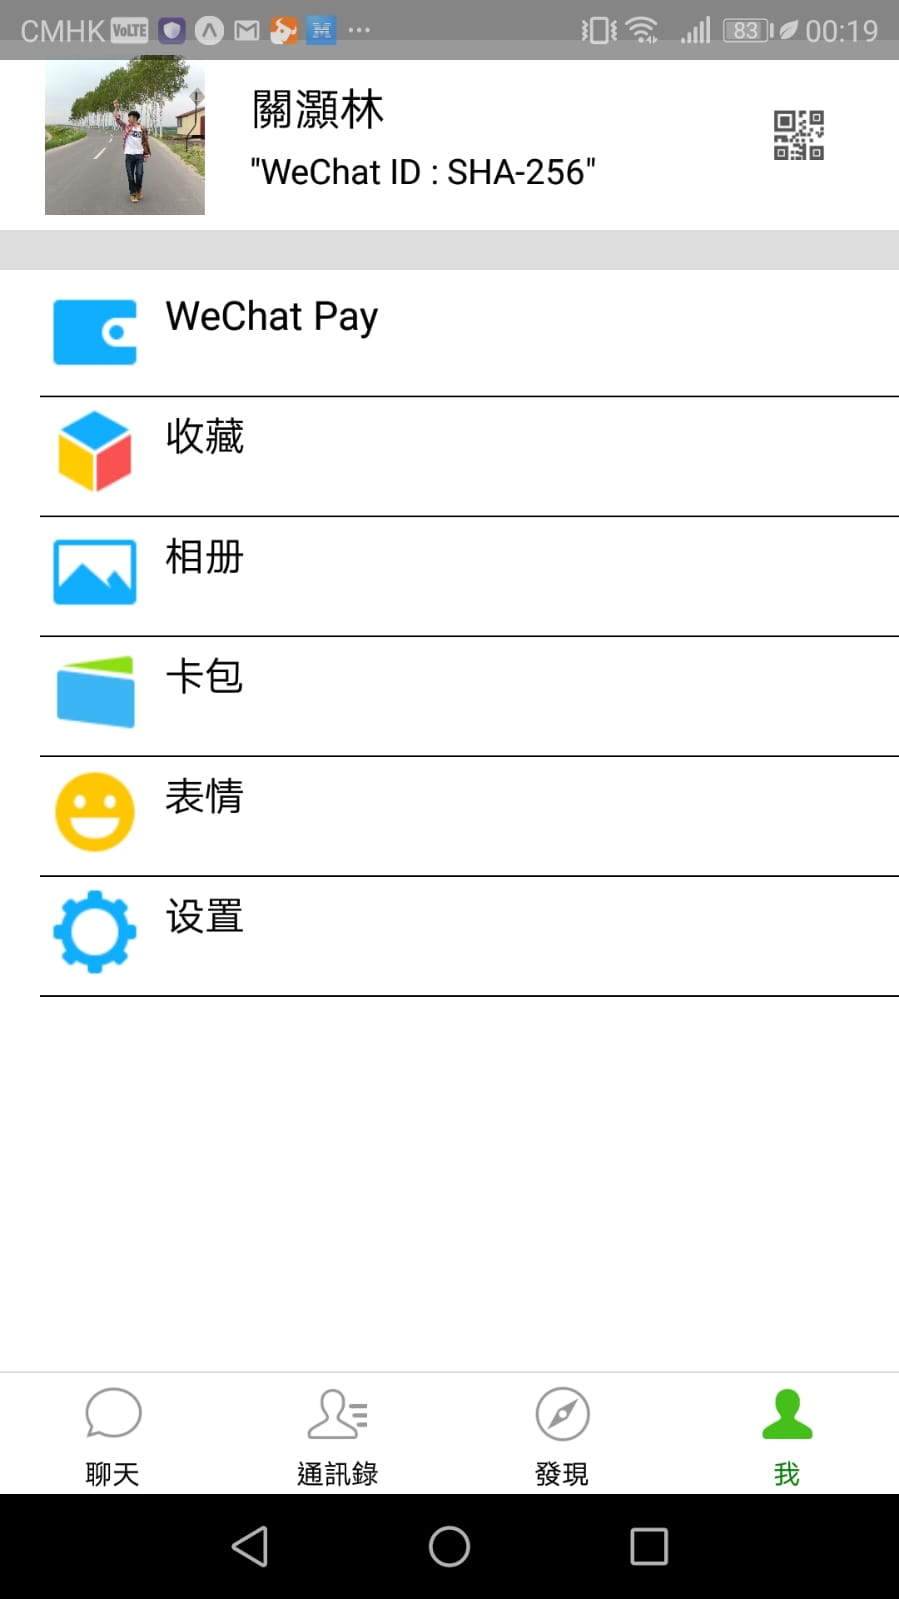 CMHK VoLTE 83 00:19
關灝林
"WeChat ID : SHA-256"
WeChat Pay
收藏
相册
卡包
表情
设置
聊天 通訊錄 發現 我